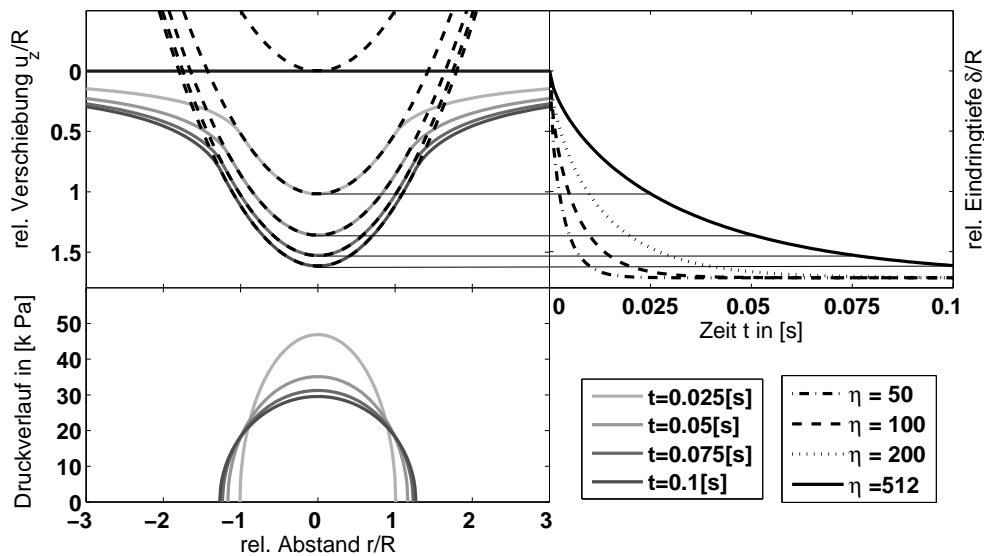 rel. Verschiebung u_z/R
0
0.5
1
1.5
rel. Eindringtiefe δ/R
0 0.025 0.05 0.075 0.1
Zeit t in [s]
Druckverlauf in [k Pa]
50
40
30
20
10
0
−3 −2 −1 0 1 2 3
rel. Abstand r/R
t=0.025[s]
t=0.05[s]
t=0.075[s]
t=0.1[s]
η = 50
η = 100
η = 200
η =512